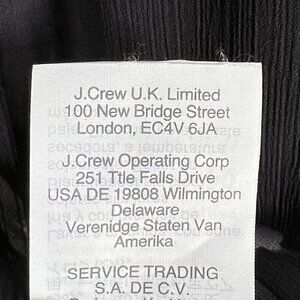 J.Crew U.K. Limited
100 New Bridge Street
London, EC4V 6JA
J.Crew Operating Corp
251 Ttle Falls Drive
USA DE 19808 Wilmington
Delaware
Verenidge Staten Van
Amerika
SERVICE TRADING
S.A. DE C.V.